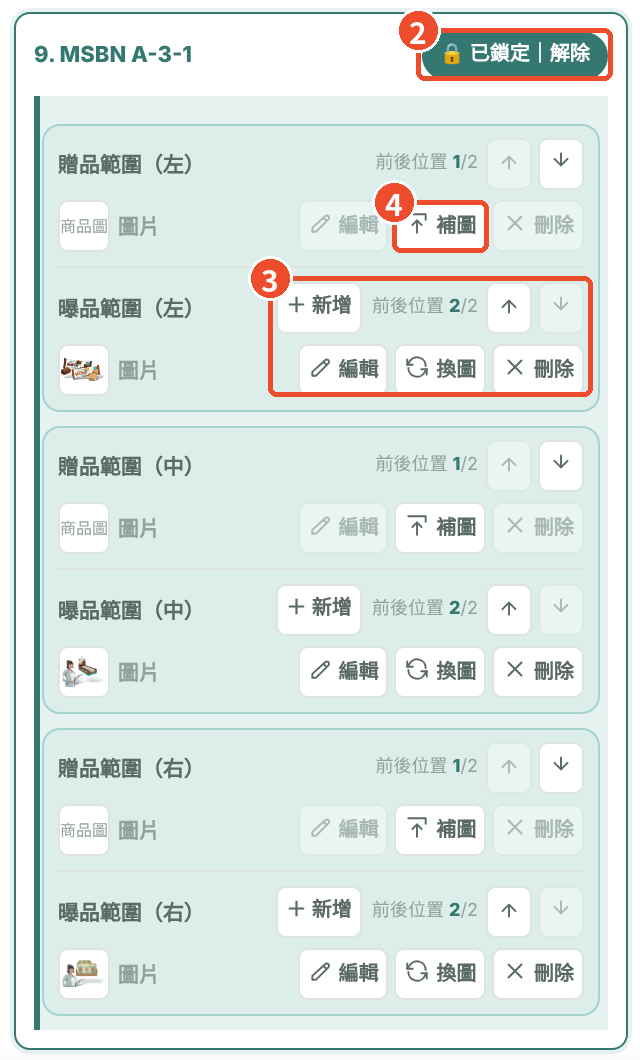 9. MSBN A-3-1
2
🔒 已鎖定｜解除
贈品範圍（左）
前後位置 1/2 ↑ ↓
商品圖 圖片
編輯
4
補圖
刪除
3
曝品範圍（左）
+ 新增 前後位置 2/2 ↑ ↓
圖片
編輯 換圖 刪除
贈品範圍（中）
前後位置 1/2 ↑ ↓
商品圖 圖片
編輯 補圖 刪除
曝品範圍（中）
+ 新增 前後位置 2/2 ↑ ↓
圖片
編輯 換圖 刪除
贈品範圍（右）
前後位置 1/2 ↑ ↓
商品圖 圖片
編輯 補圖 刪除
曝品範圍（右）
+ 新增 前後位置 2/2 ↑ ↓
圖片
編輯 換圖 刪除